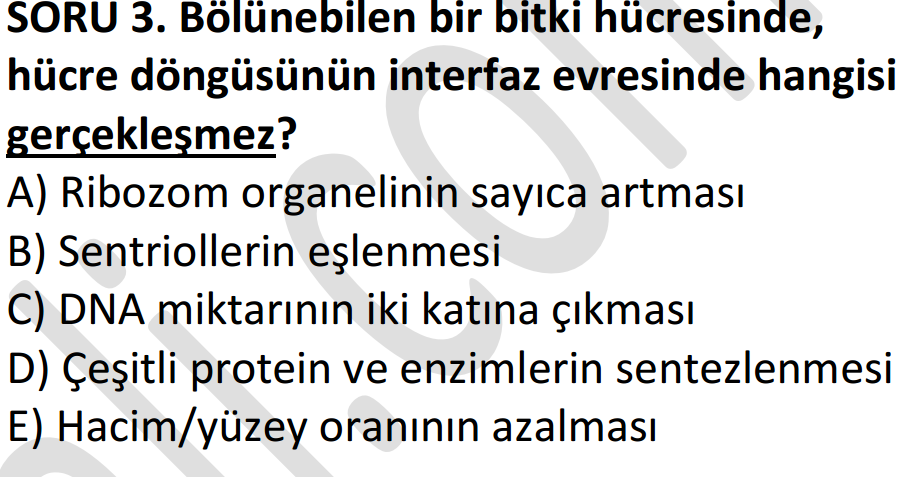 SORU 3. Bölünebilen bir bitki hücresinde,
hücre döngüsünün interfaz evresinde hangisi
gerçekleşmez?
A) Ribozom organelinin sayıca artması
B) Sentriollerin eşlenmesi
C) DNA miktarının iki katına çıkması
D) Çeşitli protein ve enzimlerin sentezlenmesi
E) Hacim/yüzey oranının azalması